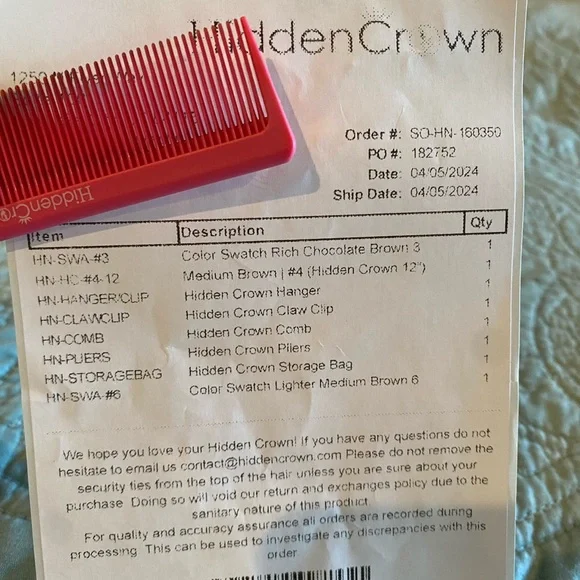 HiddenCrown
1250
Order #: SO-HN-160350
PO #: 182752
Date: 04/05/2024
Ship Date: 04/05/2024
HiddenCro
Item Description Qty
HN-SWA-#3 Color Swatch Rich Chocolate Brown 3 1
HN-HC-#4-12 Medium Brown | #4 (Hidden Crown 12") 1
HN-HANGER/CLIP Hidden Crown Hanger 1
HN-CLAWCLIP Hidden Crown Claw Clip 1
HN-COMB Hidden Crown Comb 1
HN-PLIERS Hidden Crown Pliers 1
HN-STORAGEBAG Hidden Crown Storage Bag 1
HN-SWA-#6 Color Swatch Lighter Medium Brown 6 1
We hope you love your Hidden Crown! If you have any questions do not
hesitate to email us contact@hiddencrown.com Please do not remove the
security ties from the top of the hair unless you are sure about your
purchase. Doing so will void our return and exchanges policy due to the
sanitary nature of this product.
For quality and accuracy assurance all orders are recorded during
processing. This can be used to investigate any discrepancies with this
order